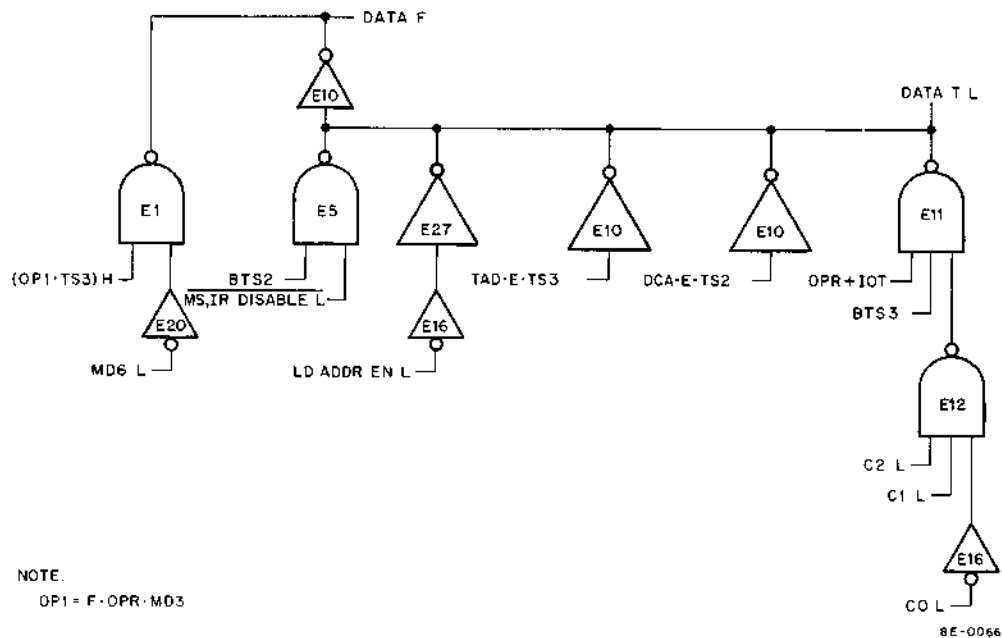 DATA F
E10
DATA T L
E1
E5
E27
E10
E10
E11
(OP1·TS3)H
BTS2
MS,IR DISABLE L
TAD·E·TS3
DCA·E·TS2
OPR+IOT
BTS3
E20
E16
MD6 L
LD ADDR EN L
E12
C2 L
C1 L
E16
C0 L
NOTE.
OP1 = F·OPR·MD3
8E-0066